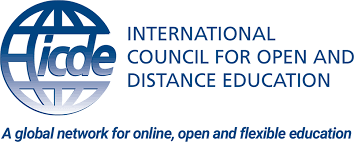 icde
INTERNATIONAL
COUNCIL FOR OPEN AND
DISTANCE EDUCATION
A global network for online, open and flexible education